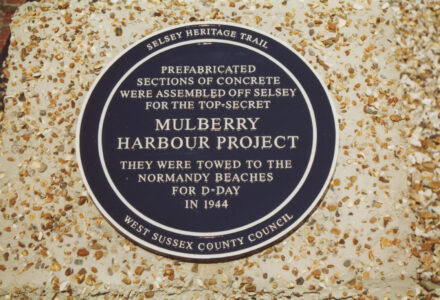 SELSEY HERITAGE TRAIL
PREFABRICATED
SECTIONS OF CONCRETE
WERE ASSEMBLED OFF SELSEY
FOR THE TOP-SECRET
MULBERRY
HARBOUR PROJECT
THEY WERE TOWED TO THE
NORMANDY BEACHES
FOR D-DAY
IN 1944
WEST SUSSEX COUNTY COUNCIL